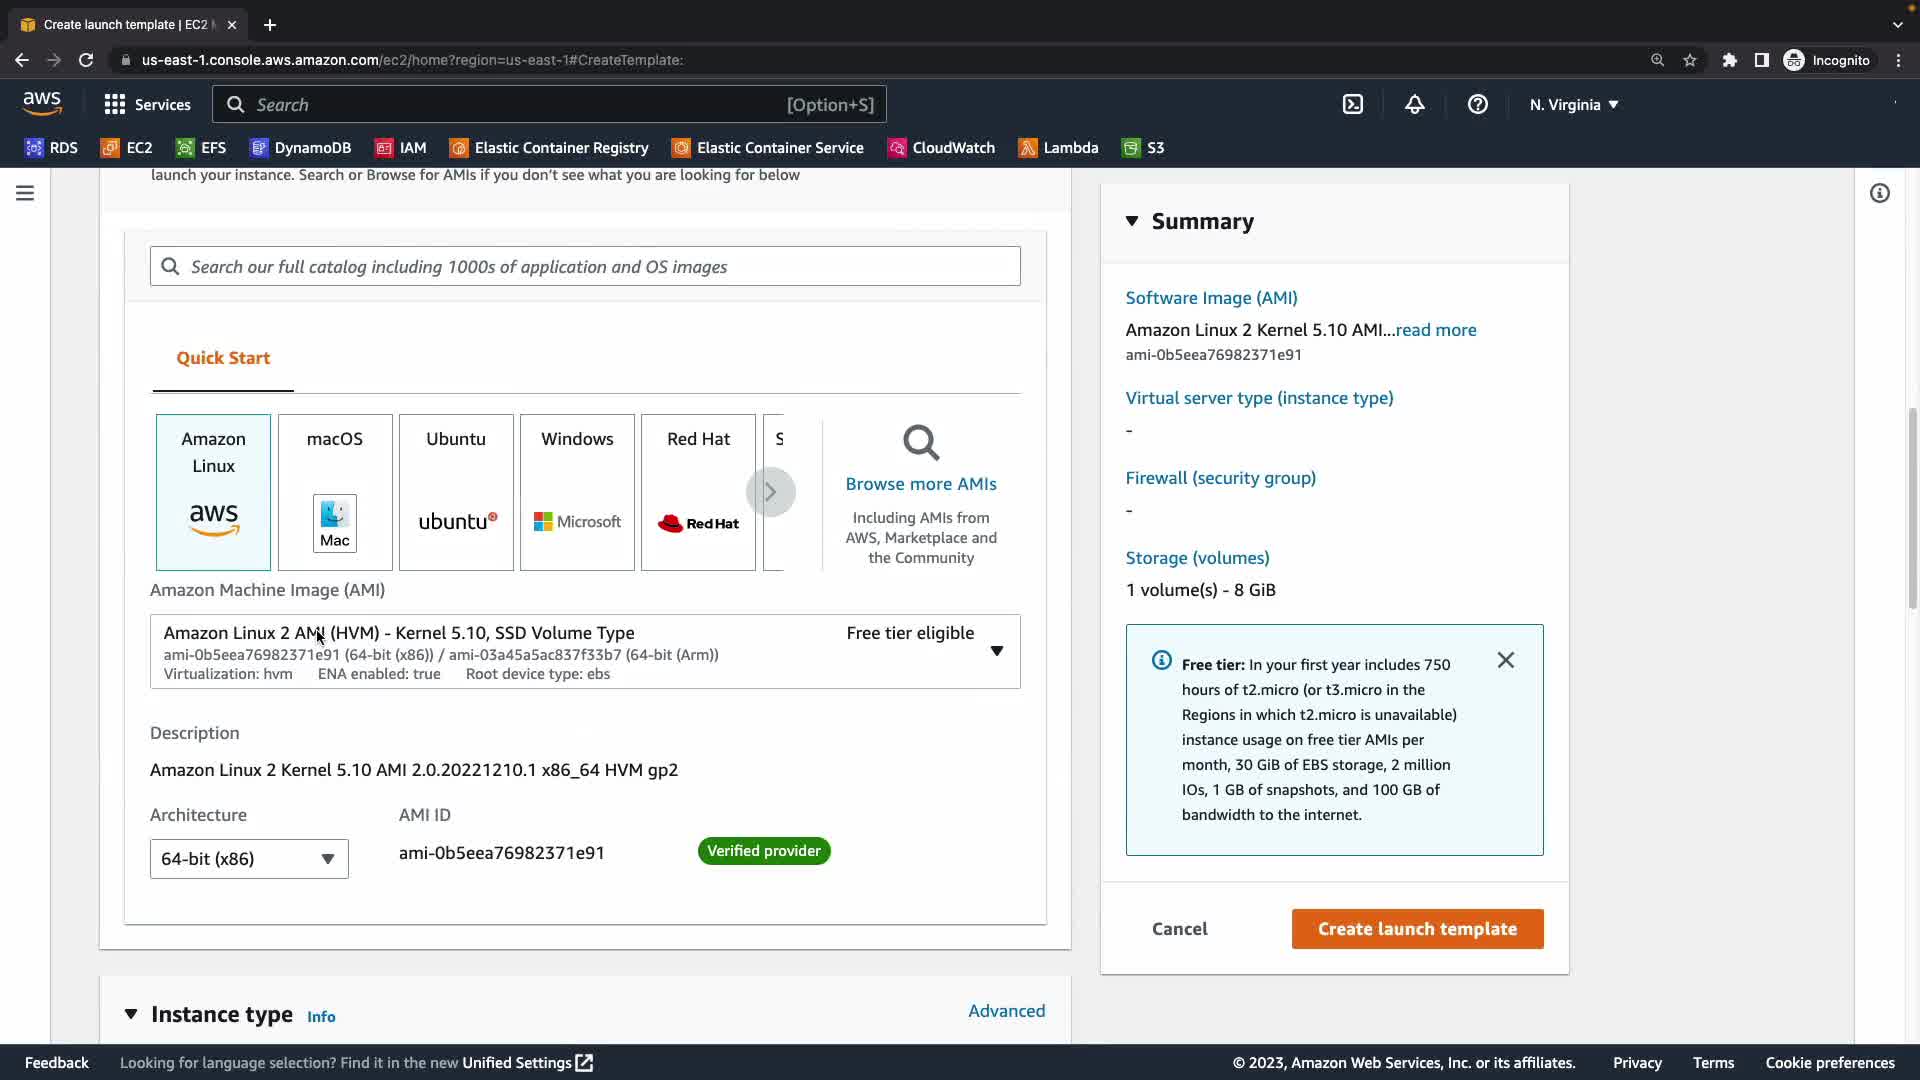 Create launch template | EC2 M
us-east-1.console.aws.amazon.com/ec2/home?region=us-east-1#CreateTemplate:
Incognito
aws
Services
Search
[Option+S]
N. Virginia
RDS
EC2
EFS
DynamoDB
IAM
Elastic Container Registry
Elastic Container Service
CloudWatch
Lambda
S3
launch your instance. Search or Browse for AMIs if you don't see what you are looking for below
Search our full catalog including 1000s of application and OS images
Quick Start
Amazon
Linux
aws
macOS
Mac
Ubuntu
ubuntu
Windows
Microsoft
Red Hat
Red Hat
S
Browse more AMIs
Including AMIs from
AWS, Marketplace and
the Community
Amazon Machine Image (AMI)
Amazon Linux 2 AMI (HVM) - Kernel 5.10, SSD Volume Type
Free tier eligible
ami-0b5eea76982371e91 (64-bit (x86)) / ami-03a45a5ac837f33b7 (64-bit (Arm))
Virtualization: hvm ENA enabled: true Root device type: ebs
Description
Amazon Linux 2 Kernel 5.10 AMI 2.0.20221210.1 x86_64 HVM gp2
Architecture
AMI ID
64-bit (x86)
ami-0b5eea76982371e91
Verified provider
Instance type
Info
Advanced
Summary
Software Image (AMI)
Amazon Linux 2 Kernel 5.10 AMI...read more
ami-0b5eea76982371e91
Virtual server type (instance type)
-
Firewall (security group)
-
Storage (volumes)
1 volume(s) - 8 GiB
Free tier: In your first year includes 750
hours of t2.micro (or t3.micro in the
Regions in which t2.micro is unavailable)
instance usage on free tier AMIs per
month, 30 GiB of EBS storage, 2 million
IOs, 1 GB of snapshots, and 100 GB of
bandwidth to the internet.
Cancel
Create launch template
Feedback
Looking for language selection? Find it in the new Unified Settings
© 2023, Amazon Web Services, Inc. or its affiliates.
Privacy
Terms
Cookie preferences